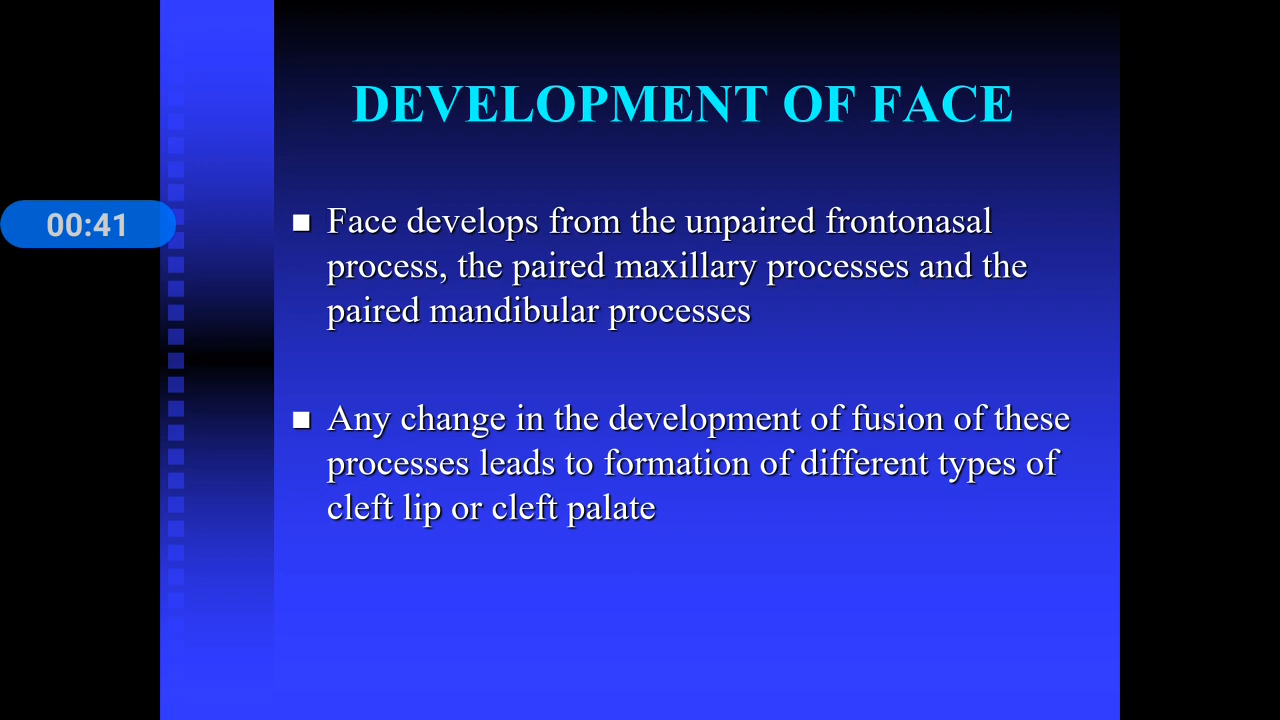 DEVELOPMENT OF FACE
00:41
Face develops from the unpaired frontonasal
process, the paired maxillary processes and the
paired mandibular processes
Any change in the development of fusion of these
processes leads to formation of different types of
cleft lip or cleft palate